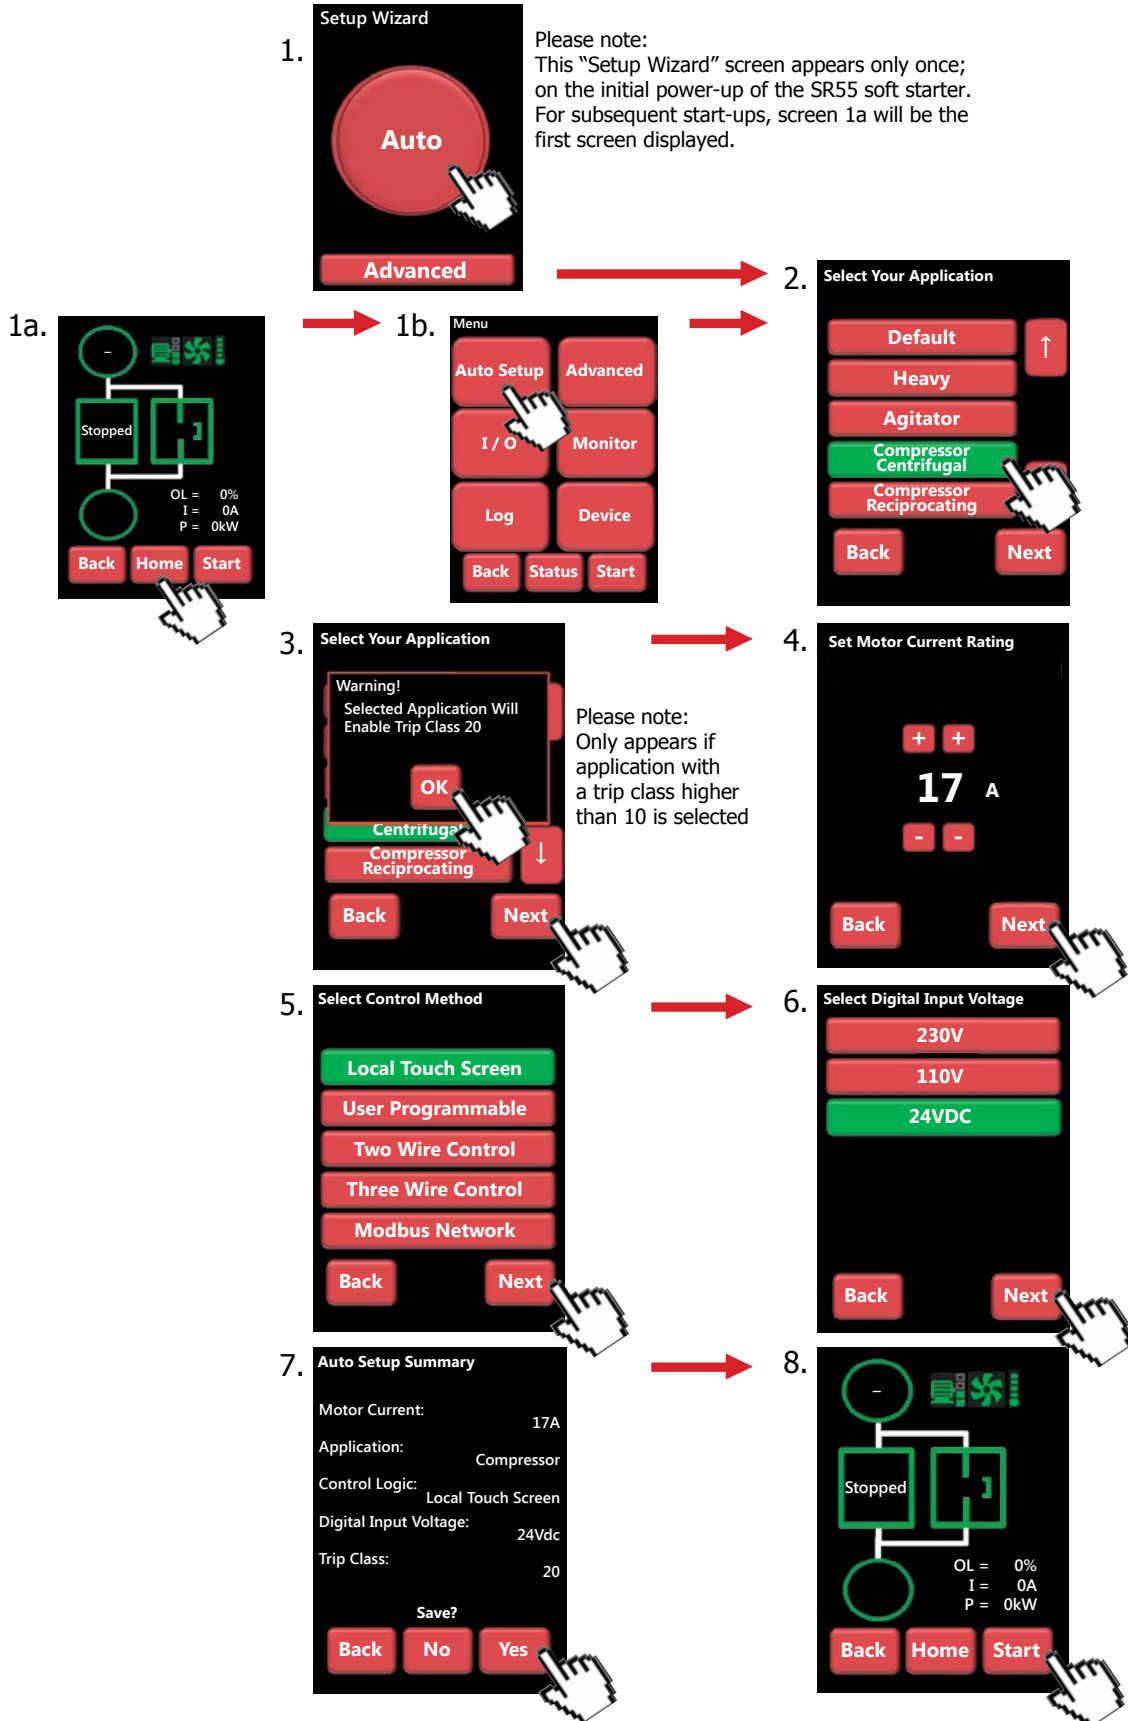 1.
Setup Wizard
Auto
Advanced
Please note:
This “Setup Wizard” screen appears only once;
on the initial power-up of the SR55 soft starter.
For subsequent start-ups, screen 1a will be the
first screen displayed.
1a.
–
Stopped
OL = 0%
I = 0A
P = 0kW
Back Home Start
1b.
Menu
Auto Setup Advanced
I / O Monitor
Log Device
Back Status Start
2.
Select Your Application
Default
↑
Heavy
Agitator
Compressor
Centrifugal
Compressor
Reciprocating
Back Next
3.
Select Your Application
Warning!
Selected Application Will
Enable Trip Class 20
OK
Centrifugal
Compressor
Reciprocating
↓
Back Next
Please note:
Only appears if
application with
a trip class higher
than 10 is selected
4.
Set Motor Current Rating
+ +
17 A
- -
Back Next
5.
Select Control Method
Local Touch Screen
User Programmable
Two Wire Control
Three Wire Control
Modbus Network
Back Next
6.
Select Digital Input Voltage
230V
110V
24VDC
Back Next
7.
Auto Setup Summary
Motor Current:
17A
Application:
Compressor
Control Logic:
Local Touch Screen
Digital Input Voltage:
24Vdc
Trip Class:
20
Save?
Back No Yes
8.
–
Stopped
OL = 0%
I = 0A
P = 0kW
Back Home Start